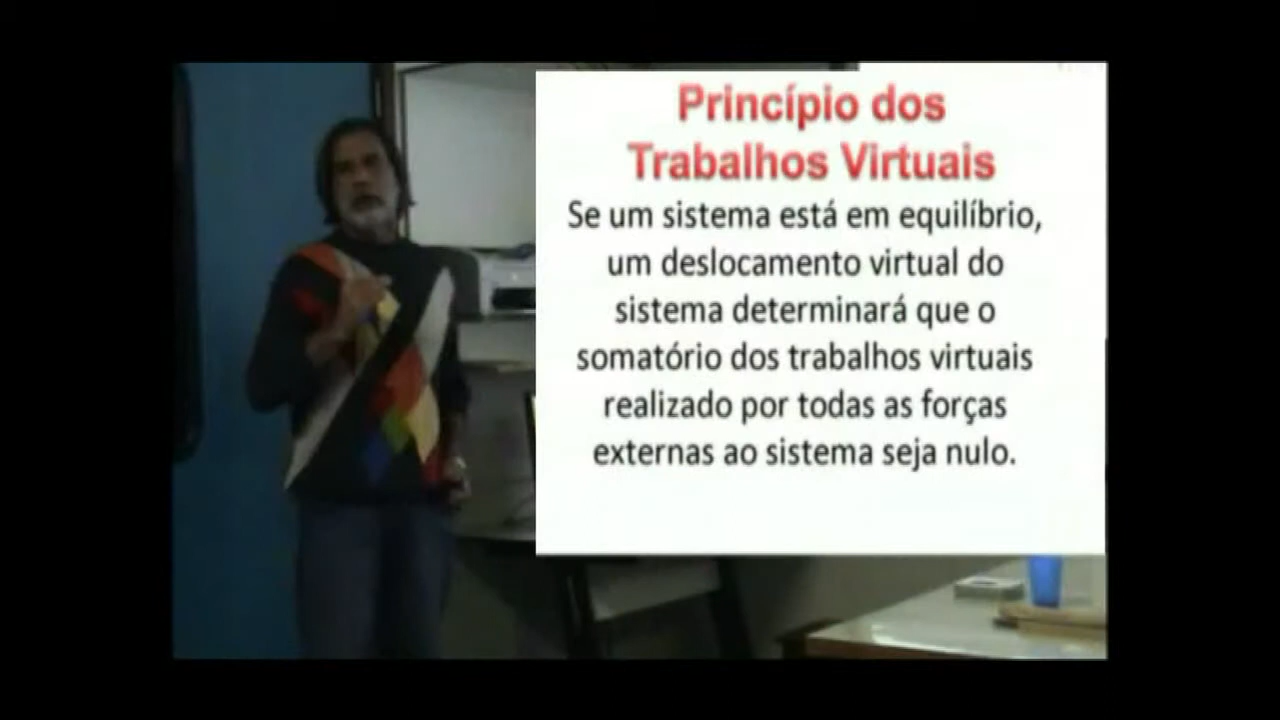 Princípio dos
Trabalhos Virtuais
Se um sistema está em equilíbrio,
um deslocamento virtual do
sistema determinará que o
somatório dos trabalhos virtuais
realizado por todas as forças
externas ao sistema seja nulo.